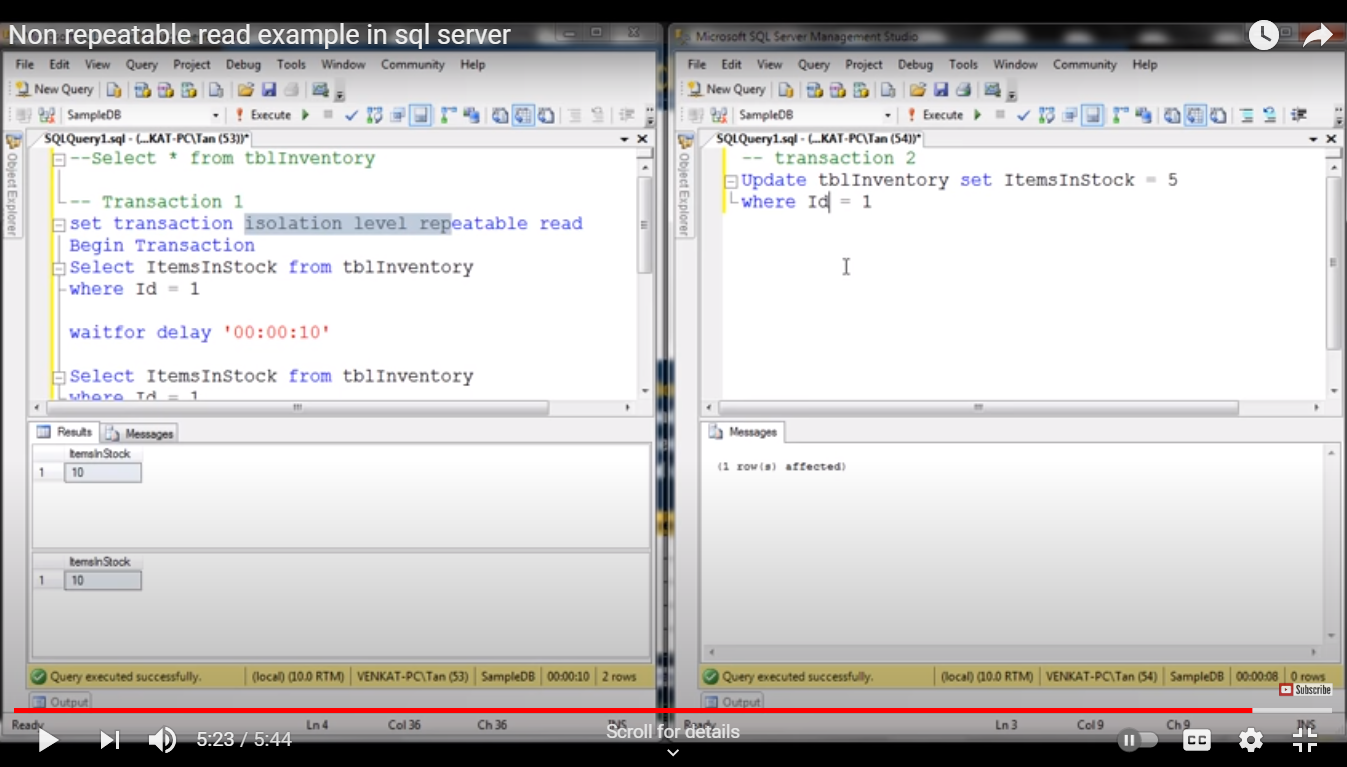 Non repeatable read example in sql server
Microsoft SQL Server Management Studio
File Edit View Query Project Debug Tools Window Community Help
New Query
SampleDB Execute
SQLQuery1.sql - (...KAT-PC\Tan (53))*
Object Explorer
--Select * from tblInventory
-- Transaction 1
set transaction isolation level repeatable read
Begin Transaction
Select ItemsInStock from tblInventory
where Id = 1
waitfor delay '00:00:10'
Select ItemsInStock from tblInventory
where Id = 1
Results Messages
ItemsInStock
1 10
ItemsInStock
1 10
Query executed successfully. (local) (10.0 RTM) VENKAT-PC\Tan (53) SampleDB 00:00:10 2 rows
Output
Ready Ln 4 Col 36 Ch 36 INS
File Edit View Query Project Debug Tools Window Community Help
New Query
SampleDB Execute
SQLQuery1.sql - (...KAT-PC\Tan (54))*
Object Explorer
-- transaction 2
Update tblInventory set ItemsInStock = 5
where Id = 1
Messages
(1 row(s) affected)
Query executed successfully. (local) (10.0 RTM) VENKAT-PC\Tan (54) SampleDB 00:00:08 0 rows
Subscribe
Output
Ready Ln 3 Col 9 Ch 9 INS
5:23 / 5:44
Scroll for details
CC